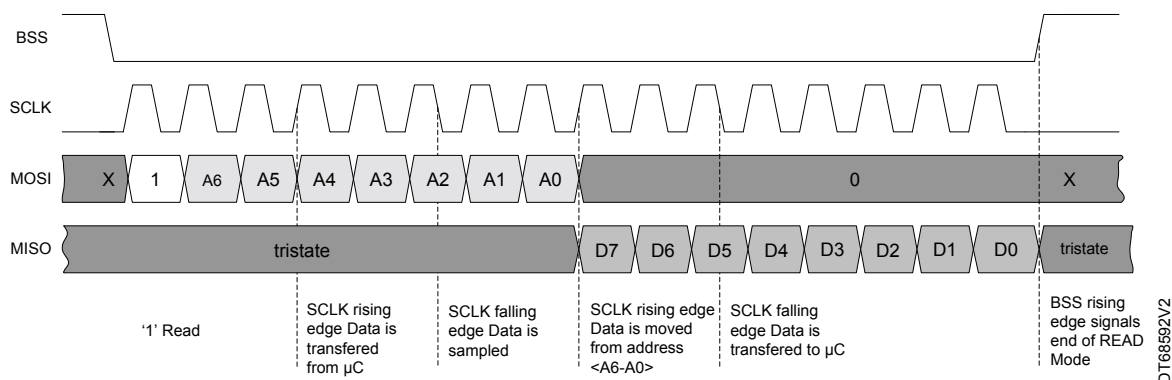 BSS
SCLK
MOSI X 1 A6 A5 A4 A3 A2 A1 A0 0 X
MISO tristate D7 D6 D5 D4 D3 D2 D1 D0 tristate
'1' Read
SCLK rising
edge Data is
transfered
from µC
SCLK falling
edge Data is
sampled
SCLK rising edge
Data is moved
from address
<A6-A0>
SCLK falling
edge Data is
transfered to µC
BSS rising
edge signals
end of READ
Mode
DT68592V2